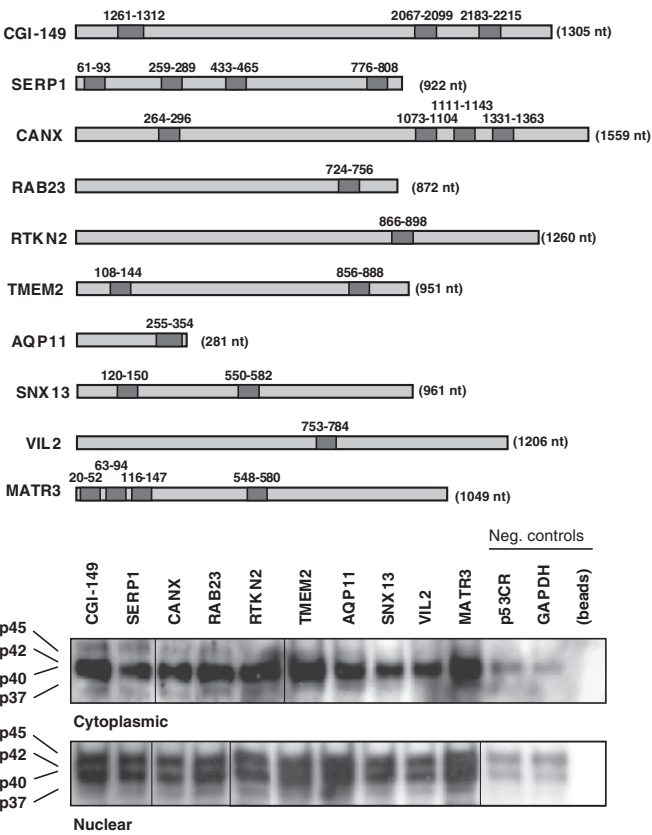 1261-1312 2067-2099 2183-2215
CGI-149 (1305 nt)
61-93 259-289 433-465 776-808
SERP1 (922 nt)
1111-1143
264-296 1073-1104 1331-1363
CANX (1559 nt)
724-756
RAB23 (872 nt)
866-898
RTKN2 (1260 nt)
108-144 856-888
TMEM2 (951 nt)
255-354
AQP11 (281 nt)
120-150 550-582
SNX13 (961 nt)
753-784
VIL2 (1206 nt)
63-94
20-52 116-147 548-580
MATR3 (1049 nt)
Neg. controls
CGI-149 SERP1 CANX RAB23 RTKN2 TMEM2 AQP11 SNX13 VIL2 MATR3 p53CR GAPDH (beads)
p45
p42
p40
p37
Cytoplasmic
p45
p42
p40
p37
Nuclear